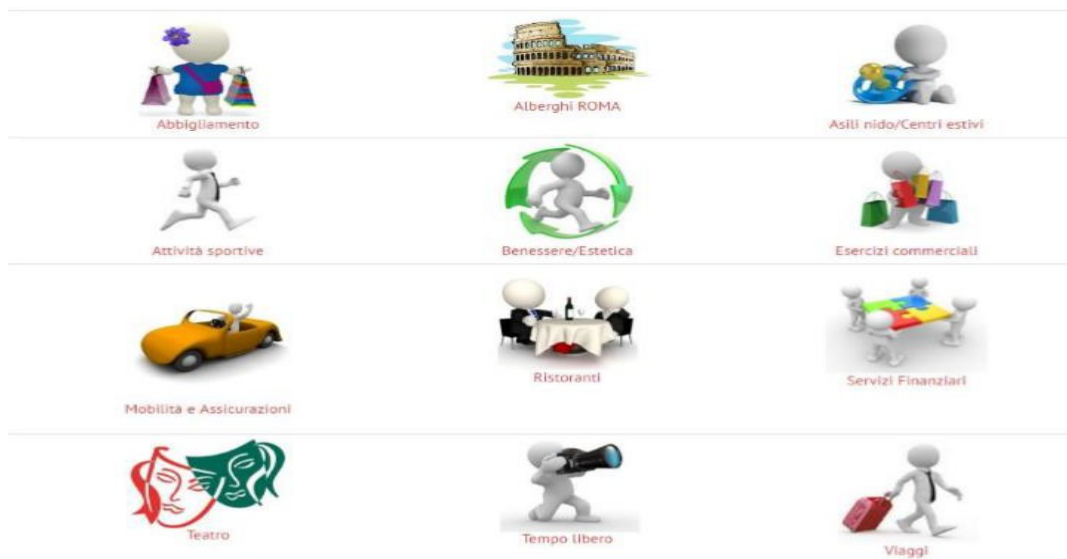 Abbigliamento
Alberghi ROMA
Asili nido/Centri estivi
Attività sportive
Benessere/Estetica
Esercizi commerciali
Mobilità e Assicurazioni
Ristoranti
Servizi Finanziari
Teatro
Tempo libero
Viaggi